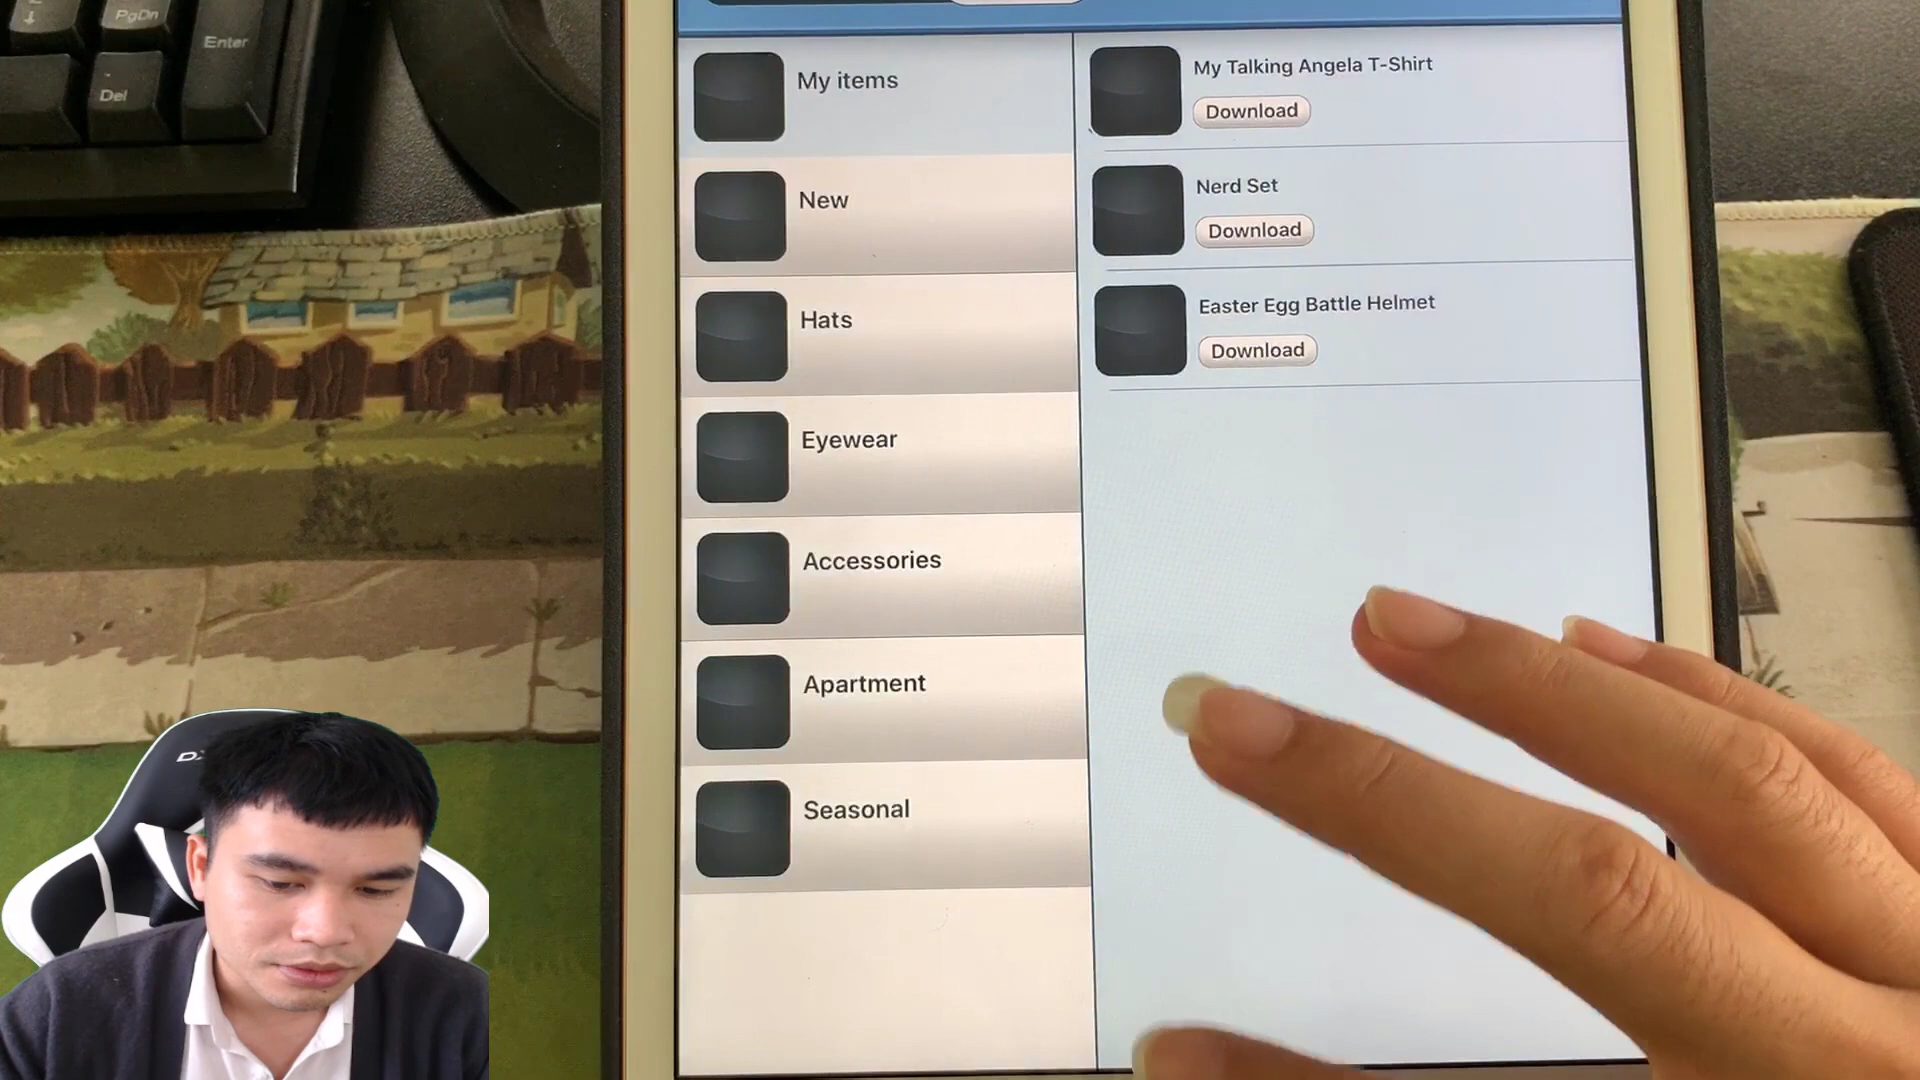 PgDn
Enter
Del
My items
New
Hats
Eyewear
Accessories
Apartment
Seasonal
My Talking Angela T-Shirt
Download
Nerd Set
Download
Easter Egg Battle Helmet
Download